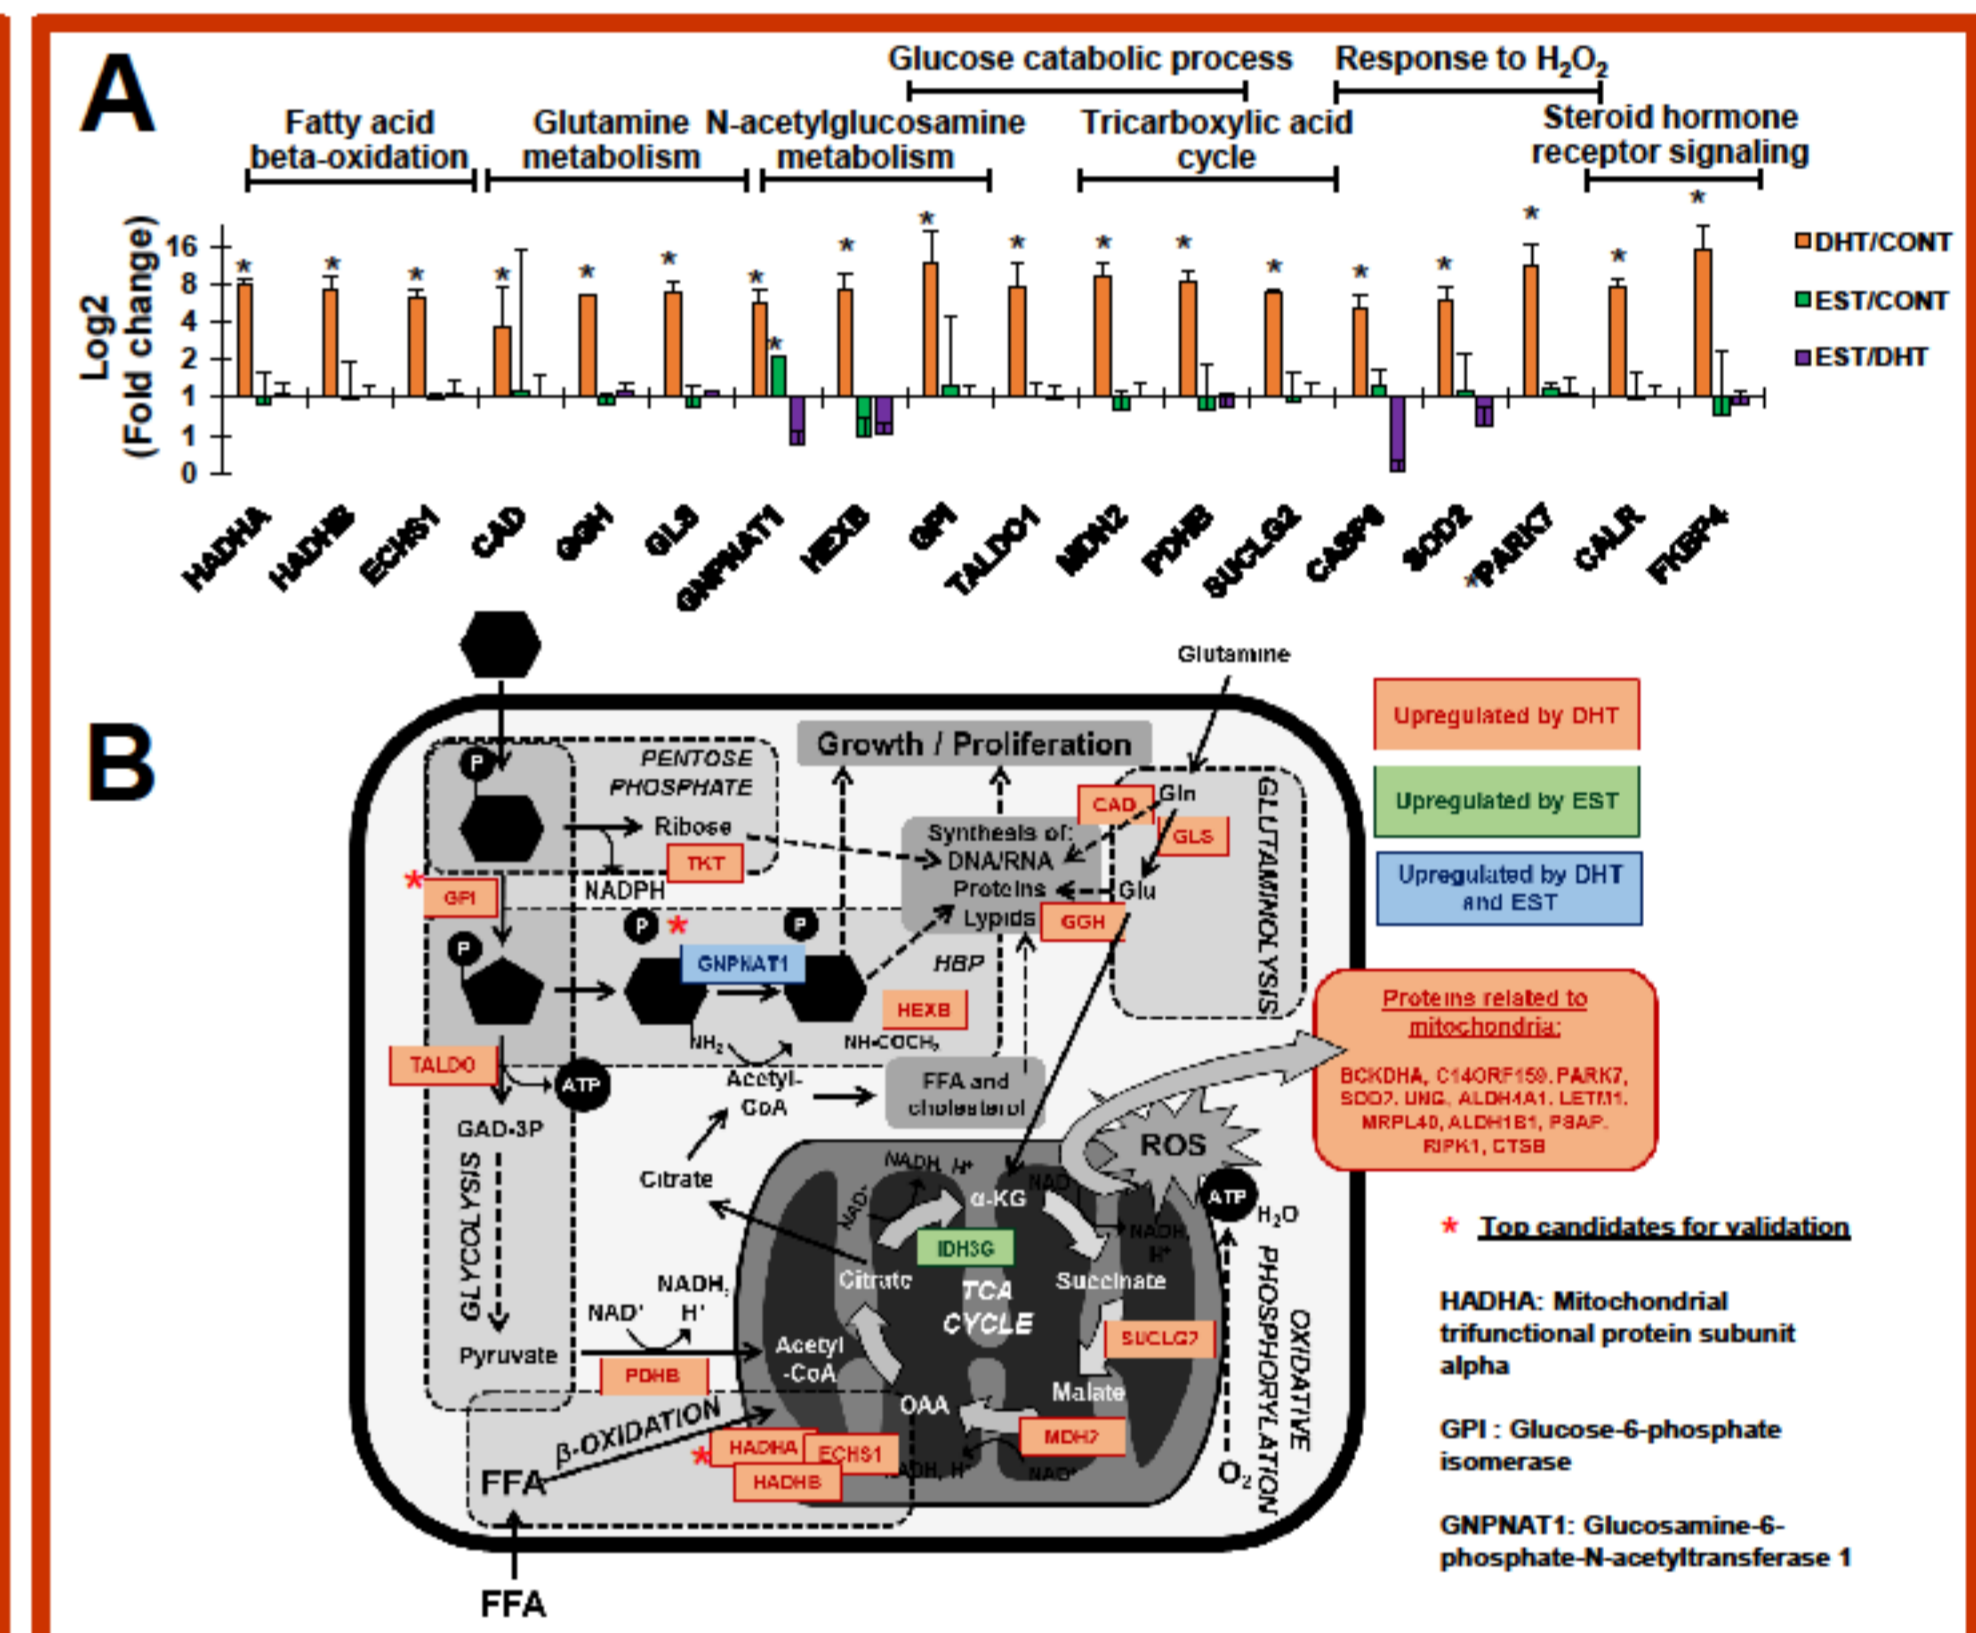 A
Glucose catabolic process
Response to H2O2
Fatty acid
beta-oxidation
Glutamine
metabolism
N-acetylglucosamine
metabolism
Tricarboxylic acid
cycle
Steroid hormone
receptor signaling
Log2
(Fold change)
16
8
4
2
1
1
0
* * * * * * * * * * * * * * * * * * *
DHT/CONT
EST/CONT
EST/DHT
HADHA
HADHB
ECHS1
CAD
GGH
GLS
GNPNAT1
HEXB
GPI
TALDO1
MDH2
PDHB
SUCLG2
SOD2
*PARK7
CALR
FKBP4
B
Glutamine
Upregulated by DHT
Upregulated by EST
Upregulated by DHT
and EST
PENTOSE
PHOSPHATE
Growth / Proliferation
P
Ribose
TKT
NADPH
* GPI
Synthesis of:
DNA/RNA
Proteins
Lypids
CAD
Gln
GLS
Glu
GGH
GLUTAMINOLYSIS
P
P
*
P
GNPNAT1
HBP
HEXB
NH2
NH-COCH3
TALDO
ATP
Acetyl-
CoA
FFA and
cholesterol
GAD-3P
GLYCOLYSIS
Citrate
Pyruvate
NAD+
NADH,
H+
PDHB
Proteins related to
mitochondria:
BCKDHA, C14ORF159, PARK7,
SOD2, UNG, ALDH4A1, LETM1,
MRPL40, ALDH1B1, PSAP,
RIPK1, CTSB
ROS
ATP
H2O
NADH, H+
NAD+
α-KG
NAD
NADH,
H+
IDH3G
Citrate
Succinate
TCA
CYCLE
SUCLG2
Acetyl
-CoA
Malate
OAA
MDH2
NADH, H+
NAD+
O2
OXIDATIVE
PHOSPHORYLATION
β-OXIDATION
* HADHA
ECHS1
HADHB
FFA
FFA
* Top candidates for validation
HADHA: Mitochondrial
trifunctional protein subunit
alpha
GPI : Glucose-6-phosphate
isomerase
GNPNAT1: Glucosamine-6-
phosphate-N-acetyltransferase 1